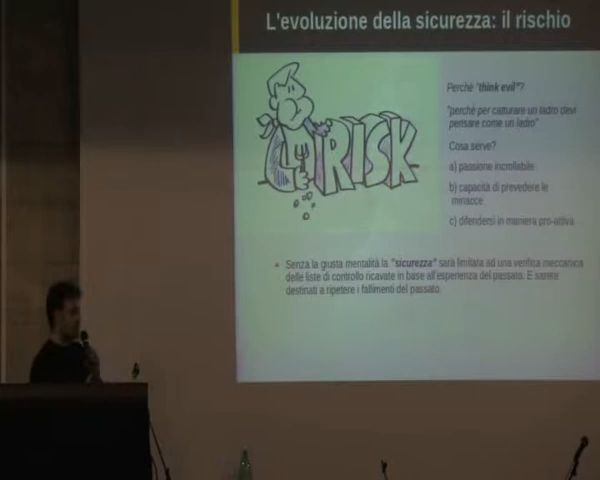 L'evoluzione della sicurezza: il rischio
RISK
Perchè "think evil"?
"perchè per catturare un ladro devi
pensare come un ladro"
Cosa serve?
a) passione incrollabile
b) capacità di prevedere le
minacce
c) difendersi in maniera pro-attiva
Senza la giusta mentalità la "sicurezza" sarà limitata ad una verifica meccanica
delle liste di controllo ricavate in base all'esperienza del passato. E sarete
destinati a ripetere i fallimenti del passato.